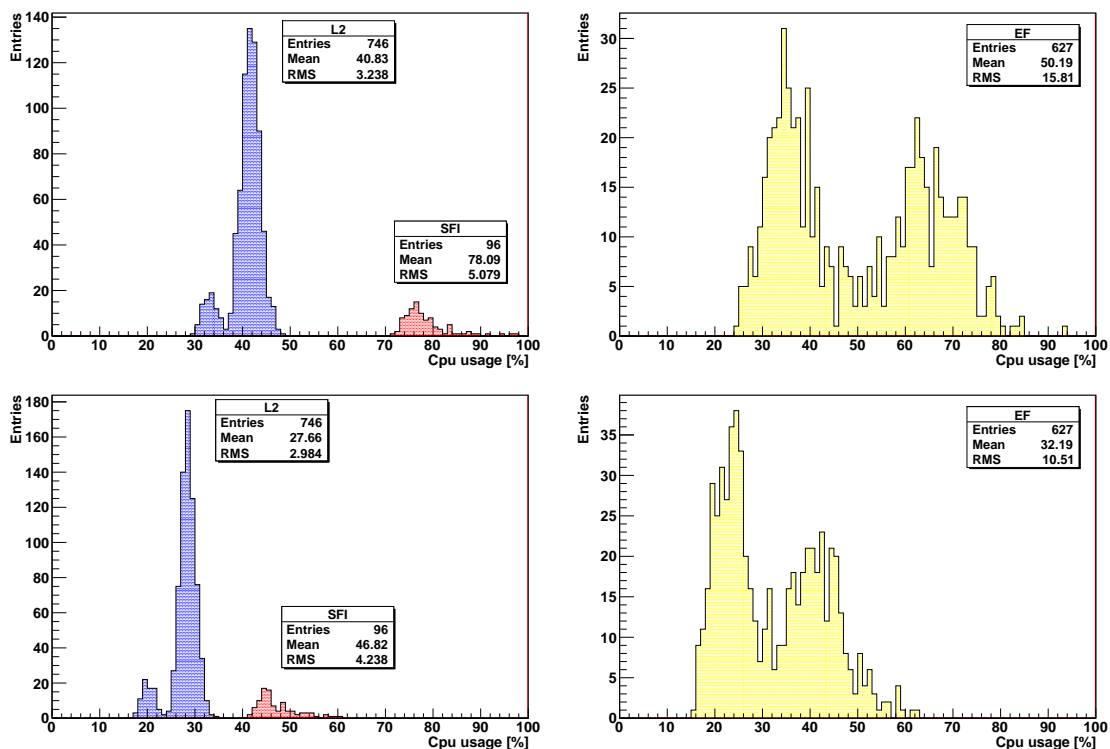 L2
Entries 746
Mean 40.83
RMS 3.238
SFI
Entries 96
Mean 78.09
RMS 5.079
Entries
140
120
100
80
60
40
20
0
0 10 20 30 40 50 60 70 80 90 100
Cpu usage [%]
EF
Entries 627
Mean 50.19
RMS 15.81
Entries
30
25
20
15
10
5
0
0 10 20 30 40 50 60 70 80 90 100
Cpu usage [%]
L2
Entries 746
Mean 27.66
RMS 2.984
SFI
Entries 96
Mean 46.82
RMS 4.238
Entries
180
160
140
120
100
80
60
40
20
0
0 10 20 30 40 50 60 70 80 90 100
Cpu usage [%]
EF
Entries 627
Mean 32.19
RMS 10.51
Entries
35
30
25
20
15
10
5
0
0 10 20 30 40 50 60 70 80 90 100
Cpu usage [%]